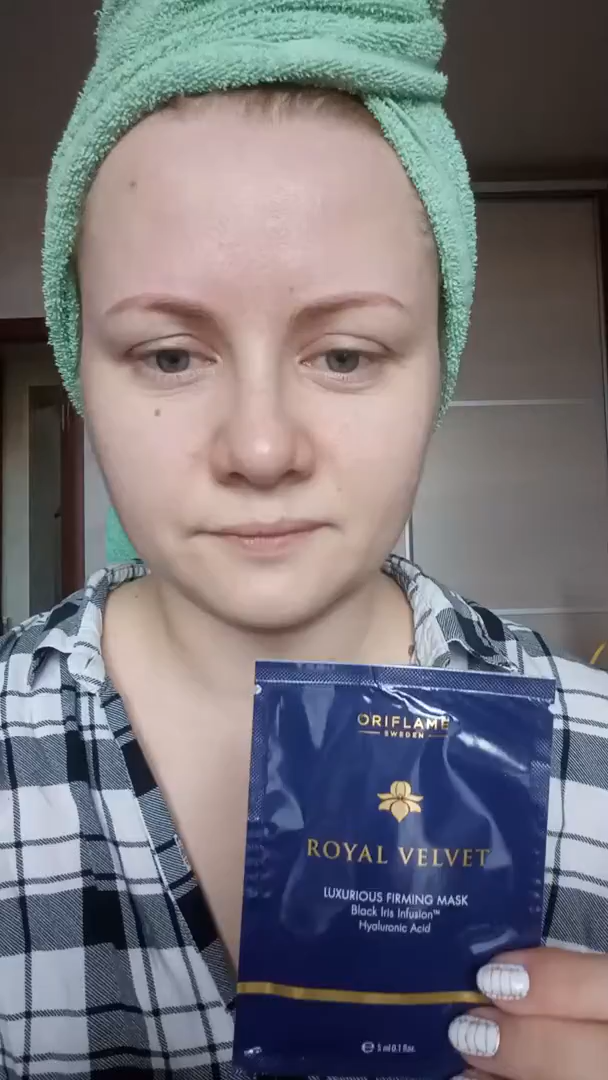 ORIFLAME
SWEDEN
ROYAL VELVET
LUXURIOUS FIRMING MASK
Black Iris Infusion™
Hyaluronic Acid
℮ 5 ml 0.1 fl.oz.